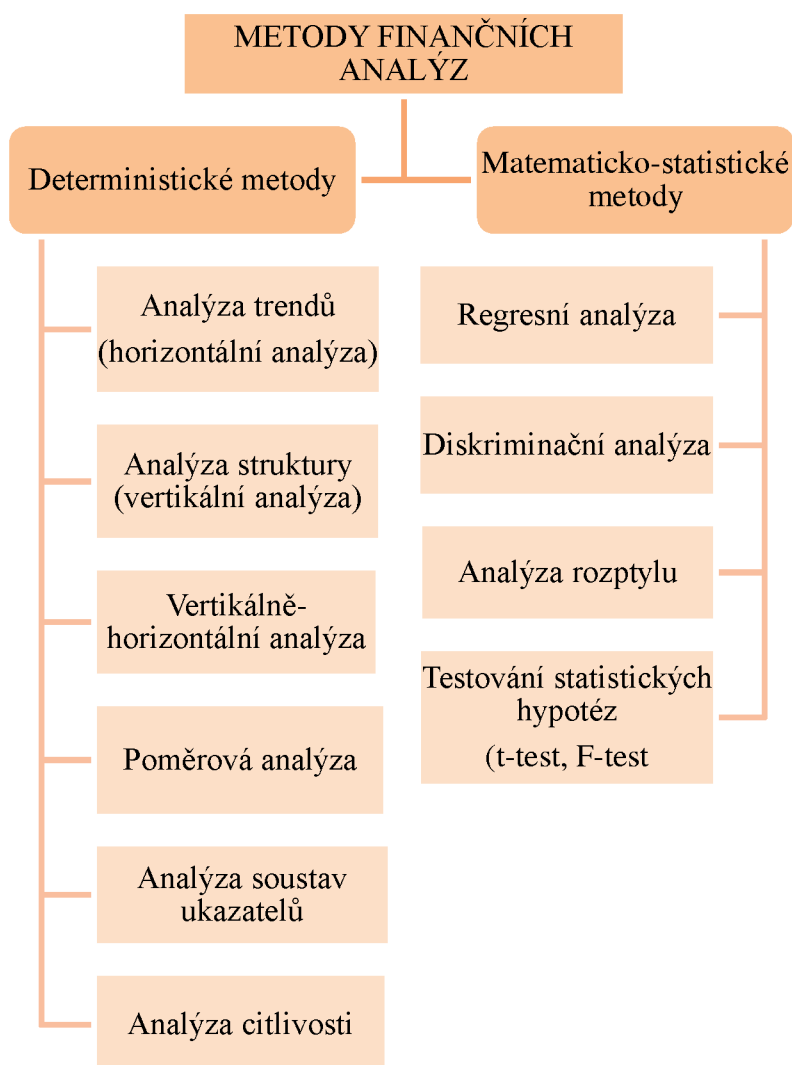 METODY FINANČNÍCH
ANALÝZ
Deterministické metody
Analýza trendů
(horizontální analýza)
Analýza struktury
(vertikální analýza)
Vertikálně-
horizontální analýza
Poměrová analýza
Analýza soustav
ukazatelů
Analýza citlivosti
Matematicko-statistické
metody
Regresní analýza
Diskriminační analýza
Analýza rozptylu
Testování statistických
hypotéz
(t-test, F-test